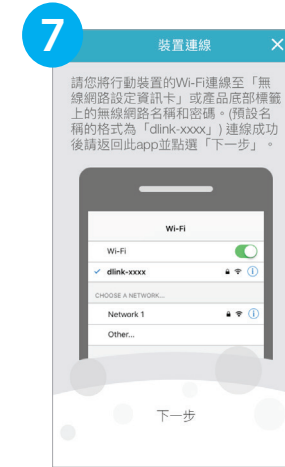 7
裝置連線
請您將行動裝置的Wi-Fi連線至「無
線網路設定資訊卡」或產品底部標籤
上的無線網路名稱和密碼。(預設名
稱的格式為「dlink-xxxx」) 連線成功
後請返回此app並點選「下一步」。
Wi-Fi
Wi-Fi
dlink-xxxx
CHOOSE A NETWORK...
Network 1
Other...
下一步